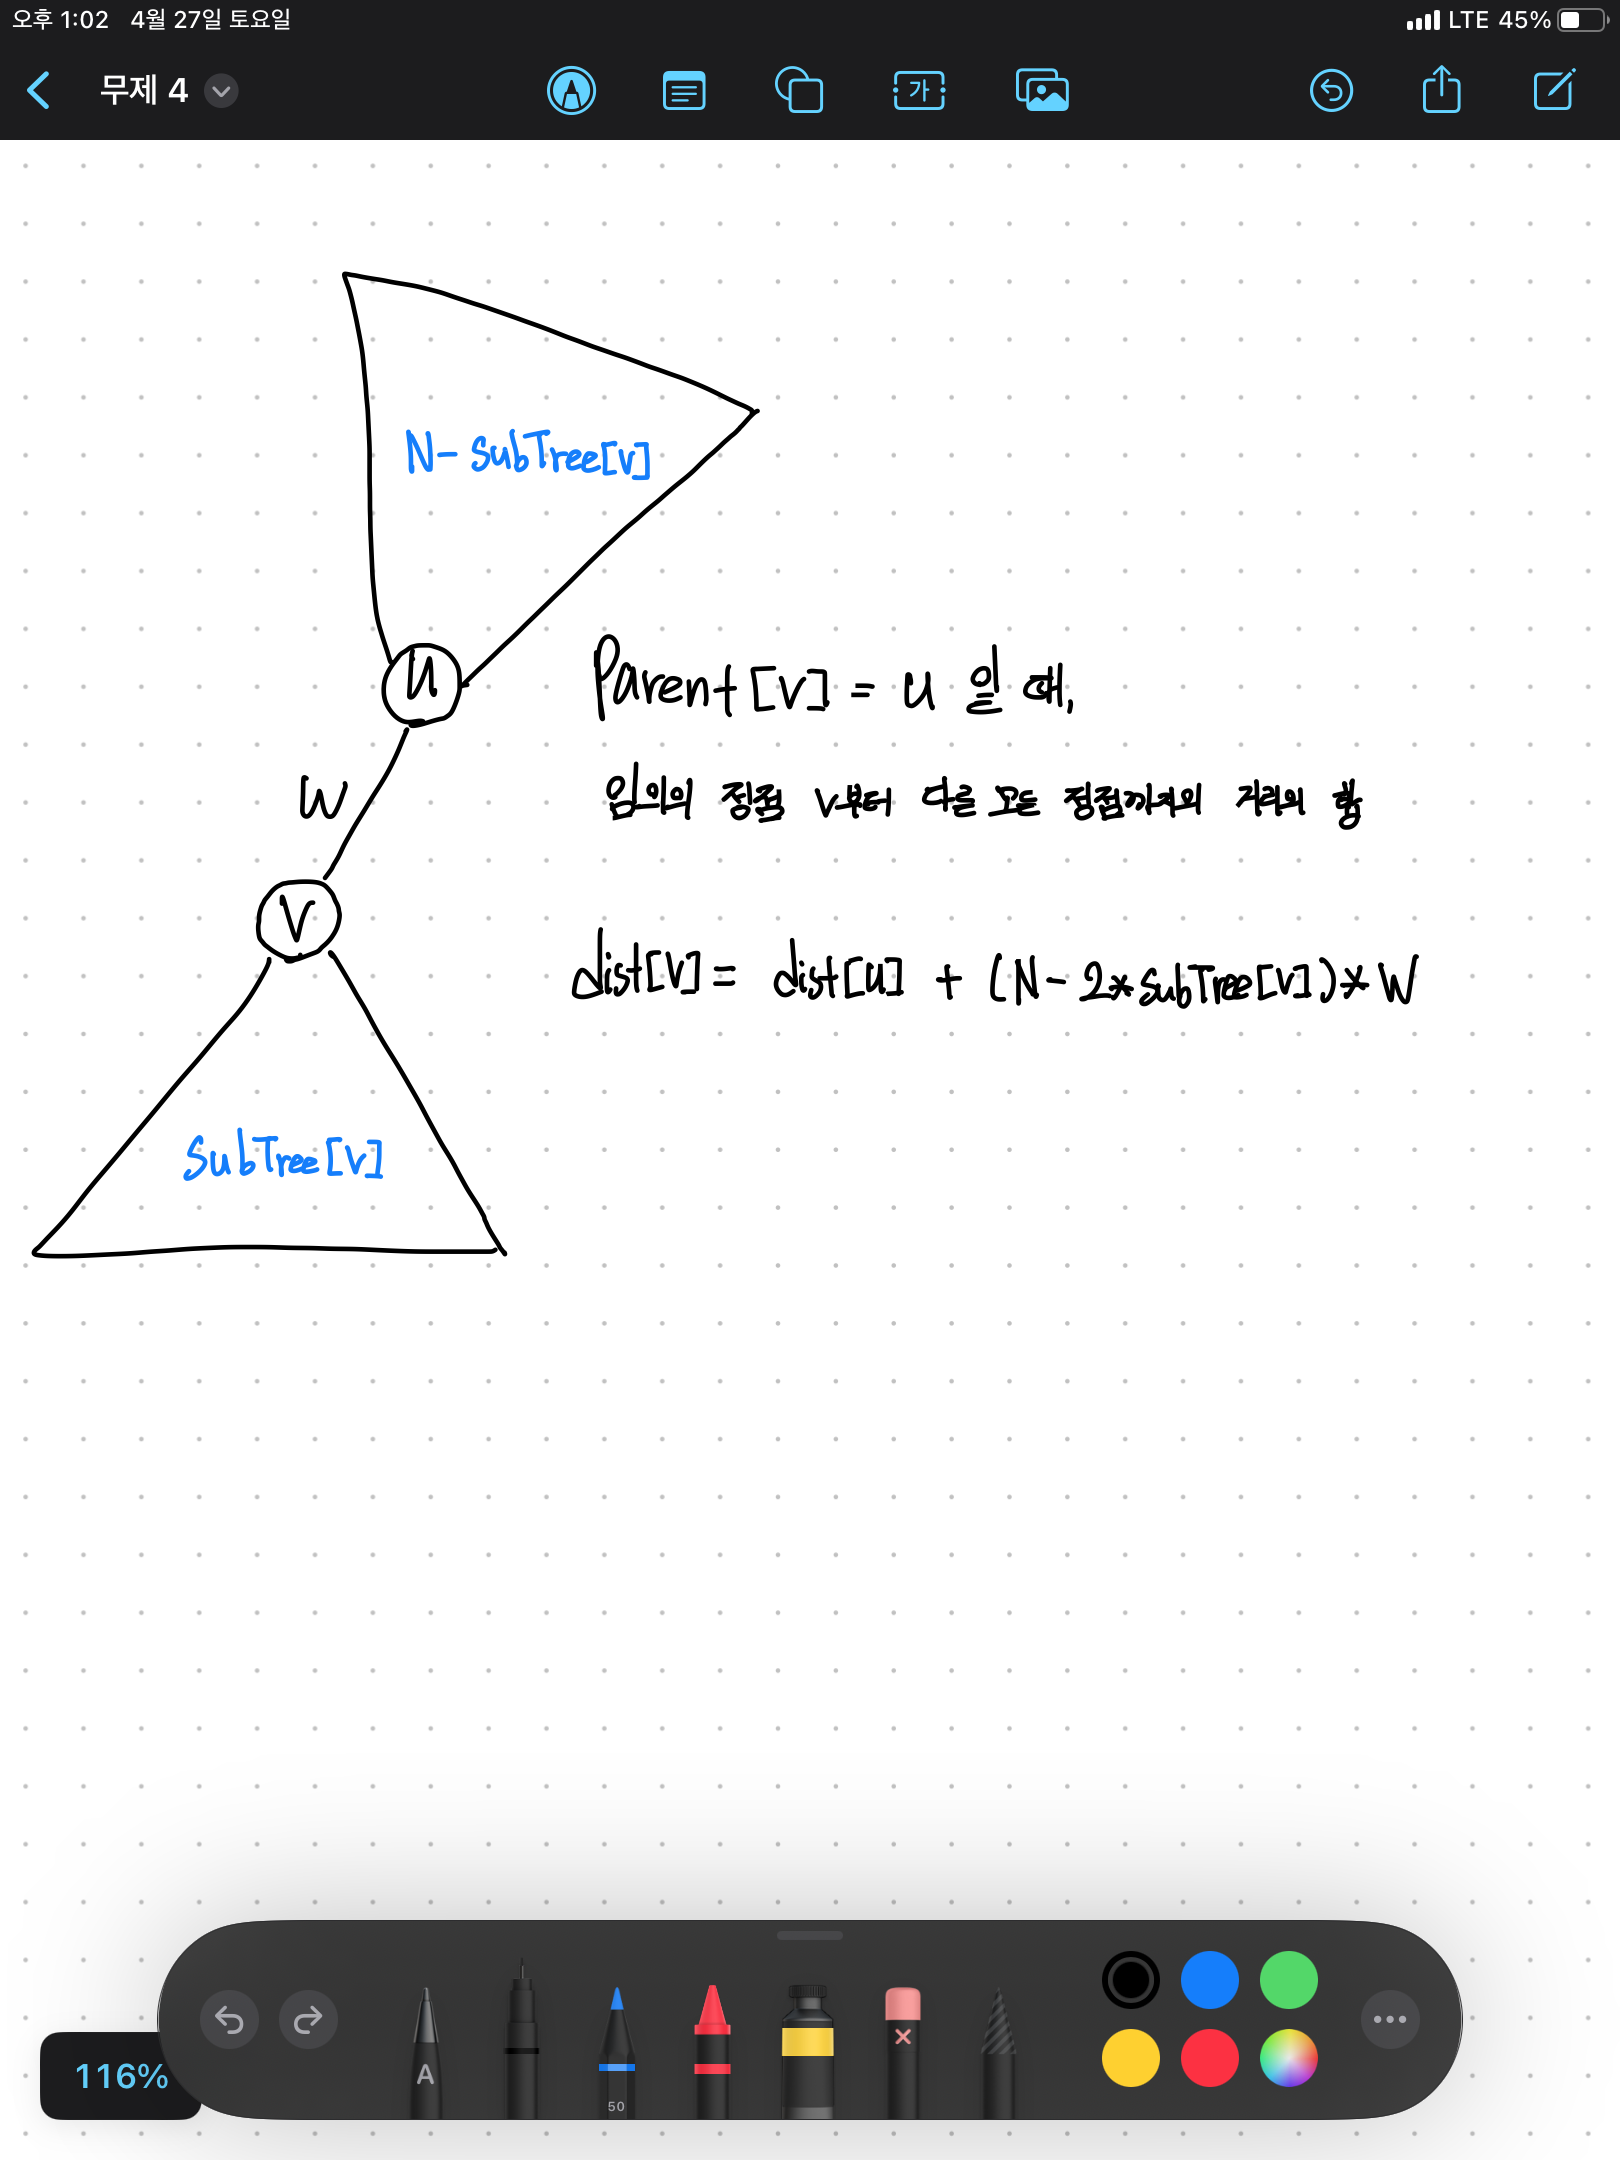 오후 1:02 4월 27일 토요일
LTE 45%
무제 4
가
N- subTree[v]
u
Parent[v] = u 일 때,
W
임의의 정점 v부터 다른 모든 정점까지의 거리의 합
v
dist[v] = dist[u] + (N-2*subTree[v])*W
SubTree[v]
A
50
116%